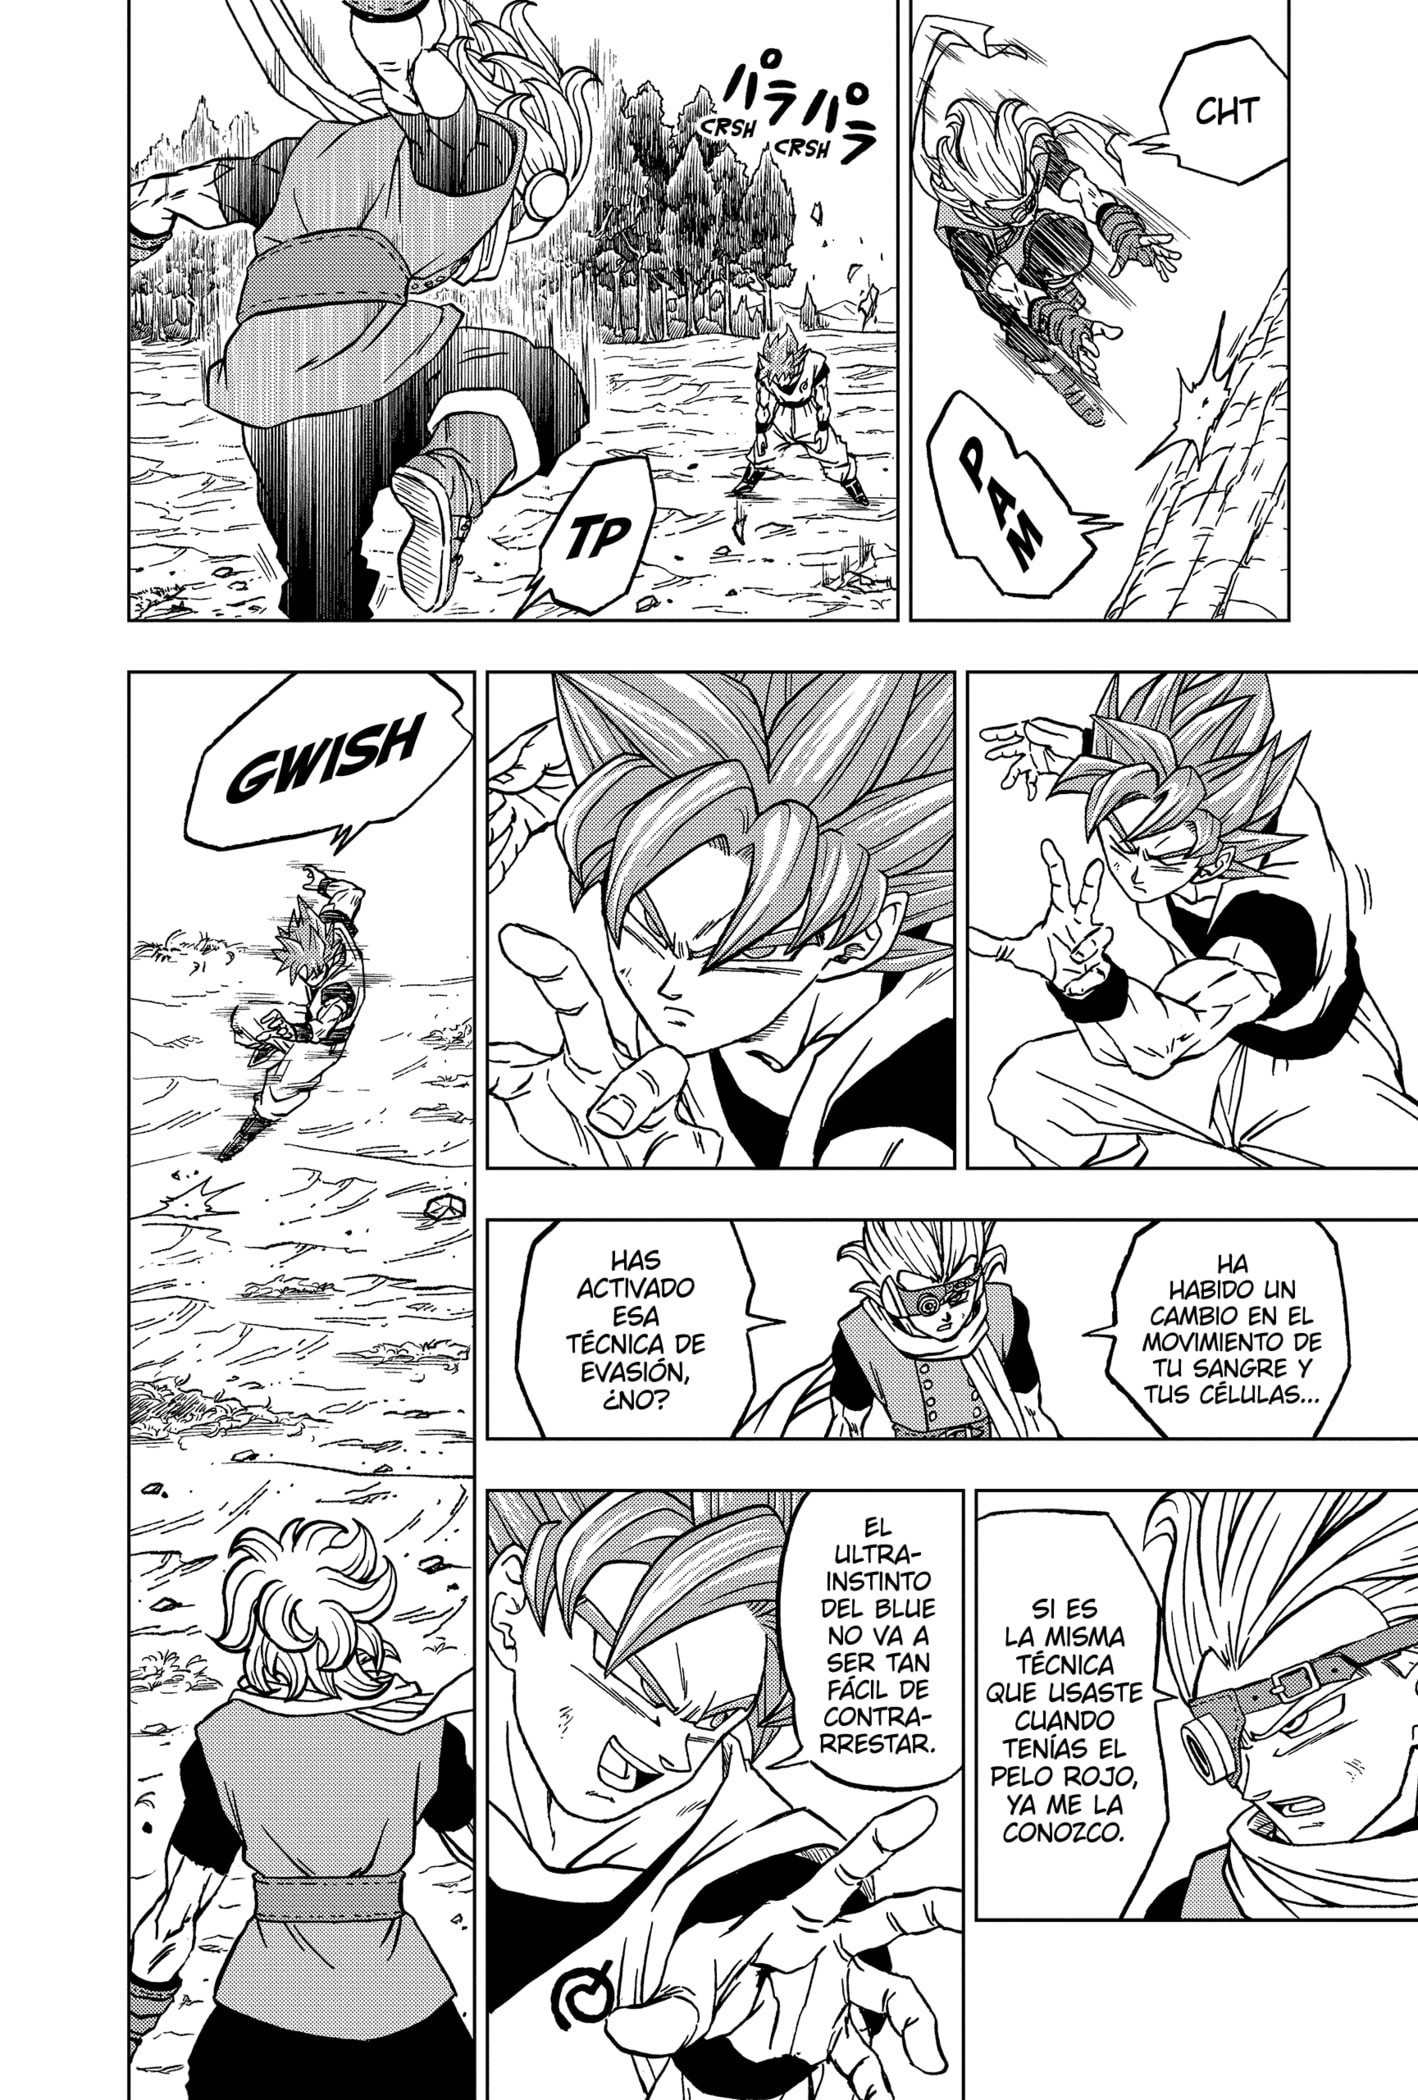 CHT
PAM
パラパラ
CRSH
CRSH
TP
GWISH
HA
HABIDO UN
CAMBIO EN EL
MOVIMIENTO DE
TU SANGRE Y
TUS CÉLULAS...
HAS
ACTIVADO
ESA
TÉCNICA DE
EVASIÓN,
¿NO?
SI ES
LA MISMA
TÉCNICA
QUE USASTE
CUANDO
TENÍAS EL
PELO ROJO,
YA ME LA
CONOZCO.
EL
ULTRA-
INSTINTO
DEL BLUE
NO VA A
SER TAN
FÁCIL DE
CONTRA-
RRESTAR.